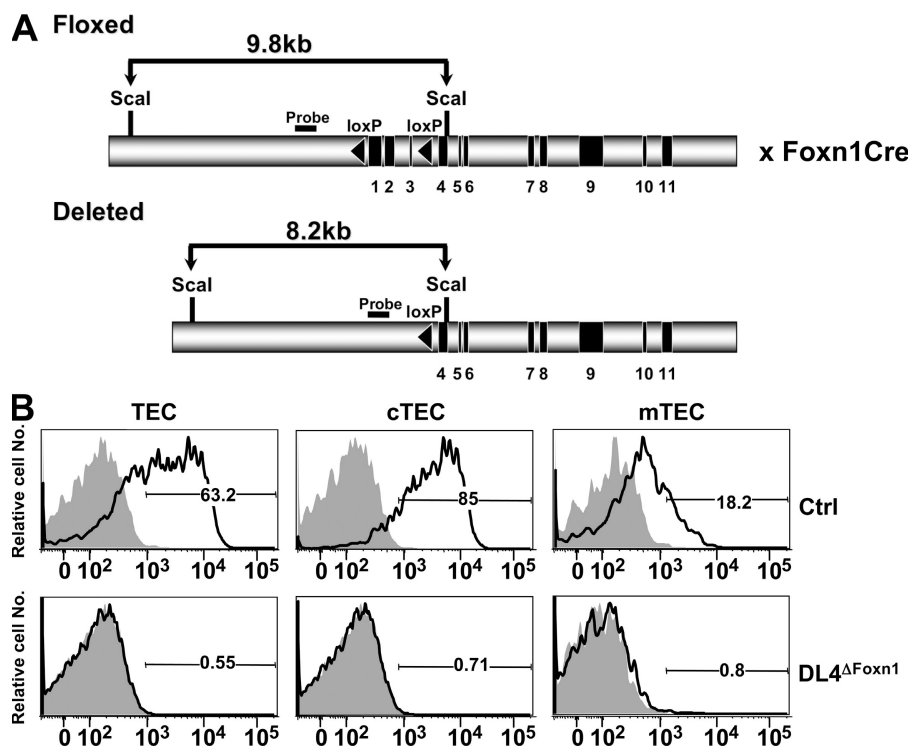 A Floxed
9.8kb
ScaI ScaI
Probe loxP loxP
x Foxn1Cre
1 2 3 4 5 6 7 8 9 10 11
Deleted
8.2kb
ScaI ScaI
Probe loxP
4 5 6 7 8 9 10 11
B TEC cTEC mTEC
Relative cell No.
63.2 85 18.2 Ctrl
0 10² 10³ 10⁴ 10⁵ 0 10² 10³ 10⁴ 10⁵ 0 10² 10³ 10⁴ 10⁵
Relative cell No.
0.55 0.71 0.8 DL4ΔFoxn1
0 10² 10³ 10⁴ 10⁵ 0 10² 10³ 10⁴ 10⁵ 0 10² 10³ 10⁴ 10⁵